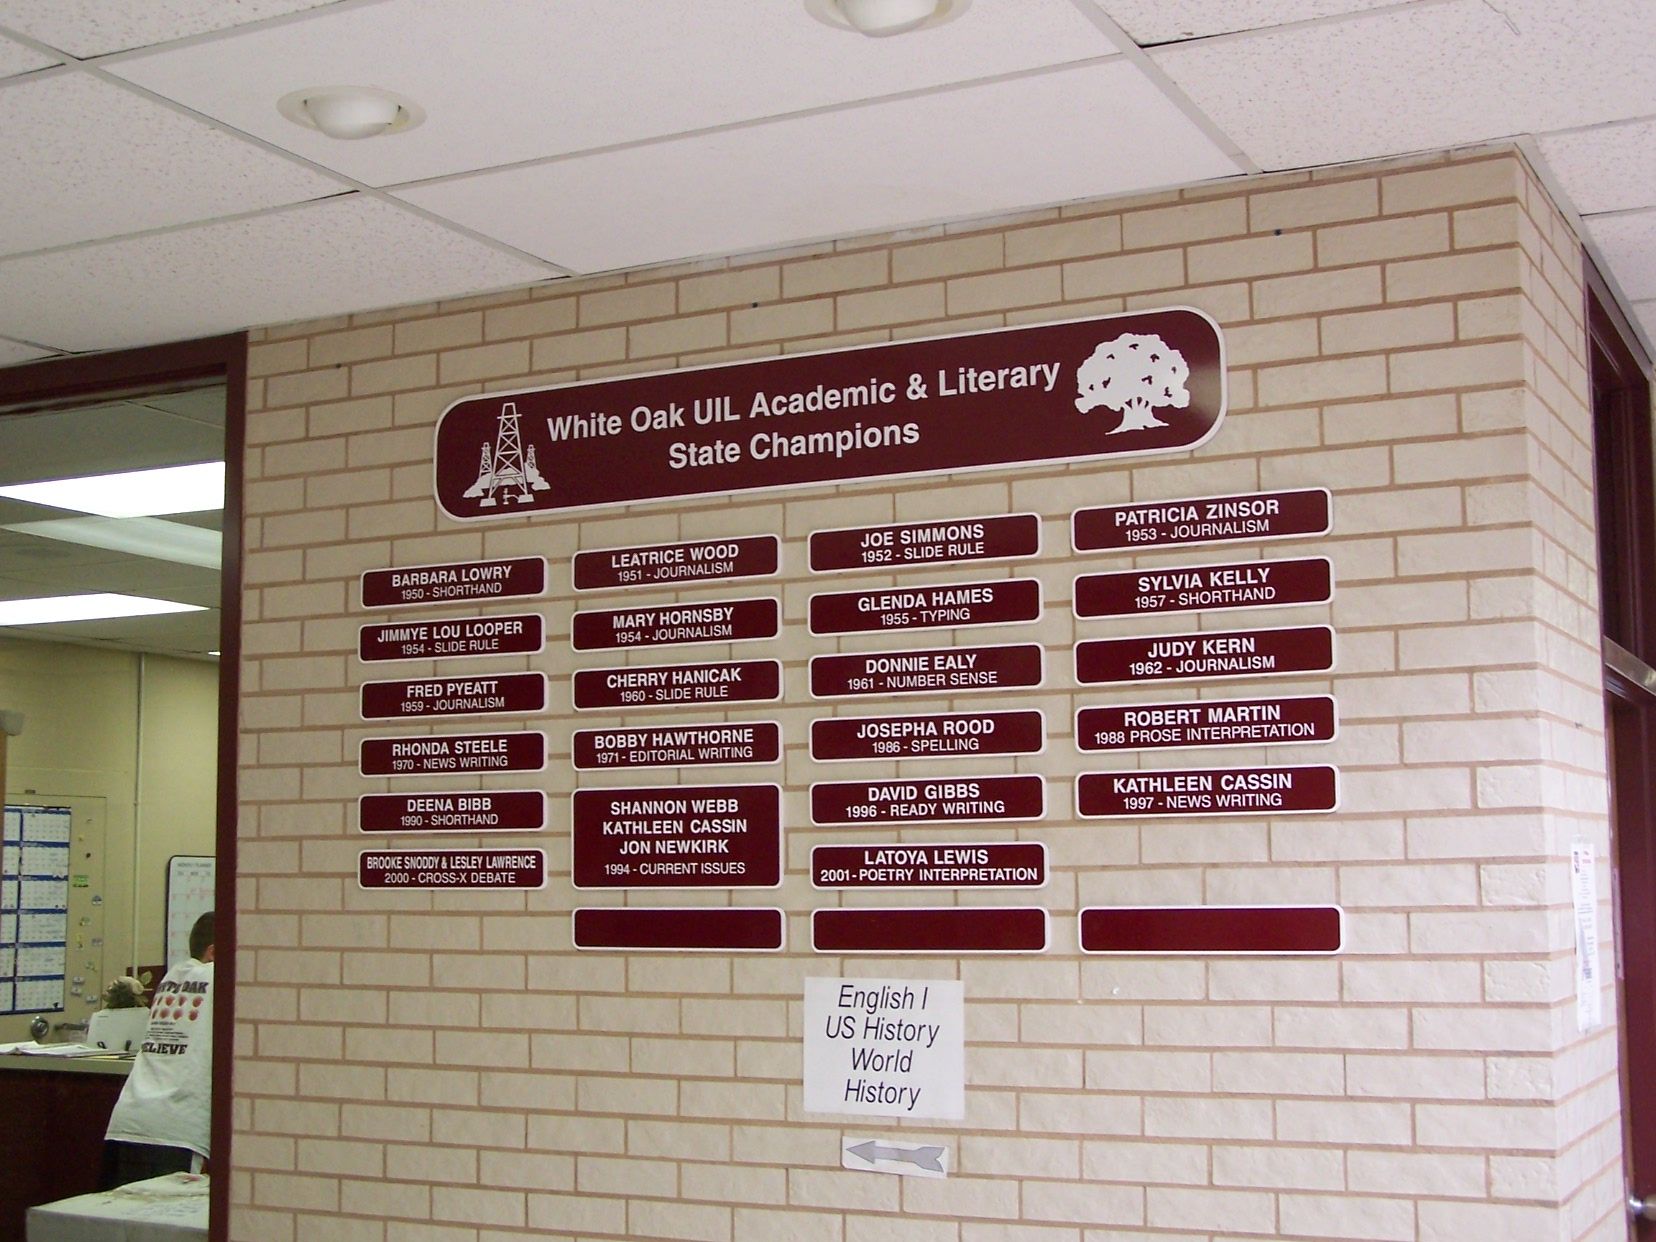 White Oak UIL Academic & Literary
State Champions
BARBARA LOWRY
1950 - SHORTHAND
LEATRICE WOOD
1951 - JOURNALISM
JOE SIMMONS
1952 - SLIDE RULE
PATRICIA ZINSOR
1953 - JOURNALISM
JIMMYE LOU LOOPER
1954 - SLIDE RULE
MARY HORNSBY
1954 - JOURNALISM
GLENDA HAMES
1955 - TYPING
SYLVIA KELLY
1957 - SHORTHAND
FRED PYEATT
1959 - JOURNALISM
CHERRY HANICAK
1960 - SLIDE RULE
DONNIE EALY
1961 - NUMBER SENSE
JUDY KERN
1962 - JOURNALISM
RHONDA STEELE
1970 - NEWS WRITING
BOBBY HAWTHORNE
1971 - EDITORIAL WRITING
JOSEPHA ROOD
1986 - SPELLING
ROBERT MARTIN
1988 PROSE INTERPRETATION
DEENA BIBB
1990 - SHORTHAND
SHANNON WEBB
KATHLEEN CASSIN
JON NEWKIRK
1994 - CURRENT ISSUES
DAVID GIBBS
1996 - READY WRITING
KATHLEEN CASSIN
1997 - NEWS WRITING
BROOKE SNODDY & LESLEY LAWRENCE
2000 - CROSS-X DEBATE
LATOYA LEWIS
2001 - POETRY INTERPRETATION
English I
US History
World
History
OAK